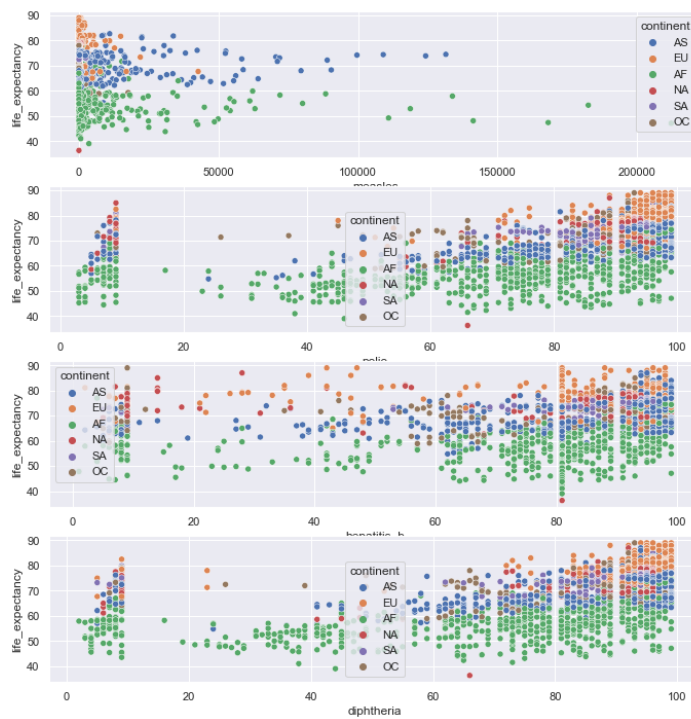 90
continent
80
AS
EU
70
AF
60
NA
SA
50
OC
40
life_expectancy
0
50000
100000
150000
200000
measles
90
continent
80
AS
EU
70
AF
60
NA
SA
50
OC
40
life_expectancy
0
20
40
60
80
100
polio
90
continent
AS
80
EU
70
AF
NA
60
SA
50
OC
40
life_expectancy
0
20
40
60
80
100
hepatitis_b
90
continent
80
AS
EU
70
AF
60
NA
SA
50
OC
40
life_expectancy
0
20
40
60
80
100
diphtheria